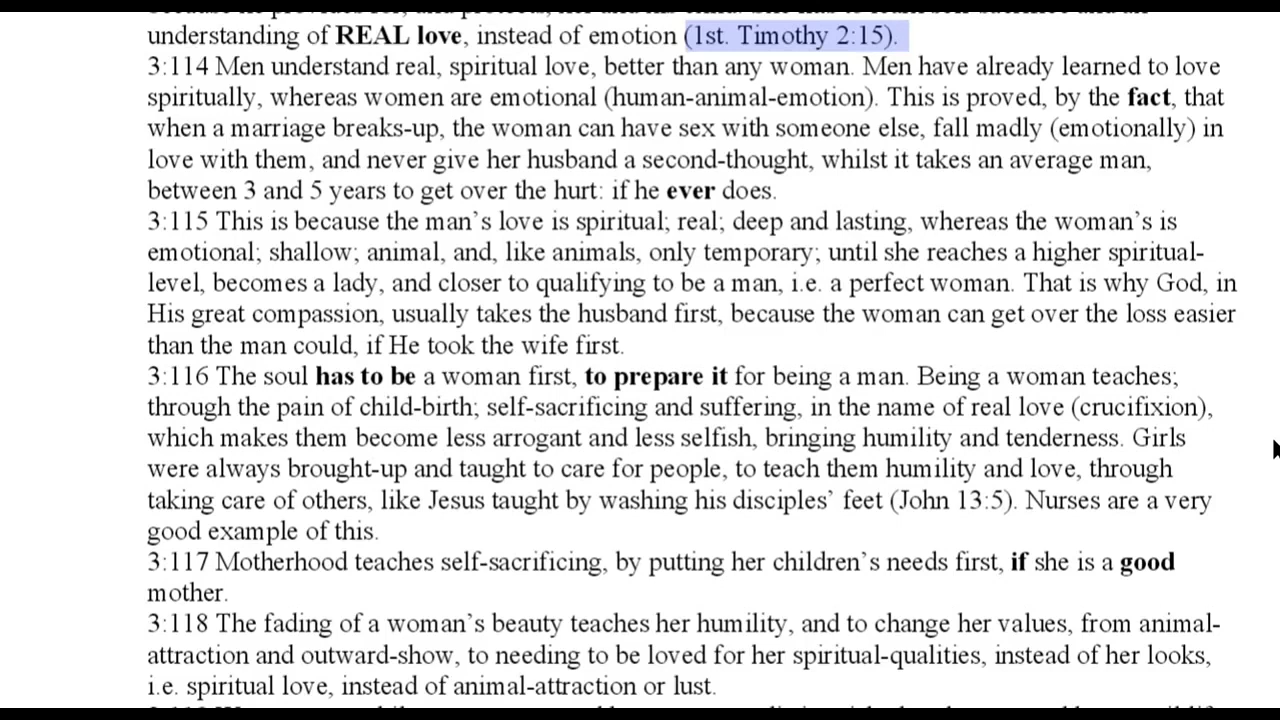 understanding of REAL love, instead of emotion (1st. Timothy 2:15).
3:114 Men understand real, spiritual love, better than any woman. Men have already learned to love
spiritually, whereas women are emotional (human-animal-emotion). This is proved, by the fact, that
when a marriage breaks-up, the woman can have sex with someone else, fall madly (emotionally) in
love with them, and never give her husband a second-thought, whilst it takes an average man,
between 3 and 5 years to get over the hurt: if he ever does.
3:115 This is because the man's love is spiritual; real; deep and lasting, whereas the woman's is
emotional; shallow; animal, and, like animals, only temporary; until she reaches a higher spiritual-
level, becomes a lady, and closer to qualifying to be a man, i.e. a perfect woman. That is why God, in
His great compassion, usually takes the husband first, because the woman can get over the loss easier
than the man could, if He took the wife first.
3:116 The soul has to be a woman first, to prepare it for being a man. Being a woman teaches;
through the pain of child-birth; self-sacrificing and suffering, in the name of real love (crucifixion),
which makes them become less arrogant and less selfish, bringing humility and tenderness. Girls
were always brought-up and taught to care for people, to teach them humility and love, through
taking care of others, like Jesus taught by washing his disciples' feet (John 13:5). Nurses are a very
good example of this.
3:117 Motherhood teaches self-sacrificing, by putting her children's needs first, if she is a good
mother.
3:118 The fading of a woman's beauty teaches her humility, and to change her values, from animal-
attraction and outward-show, to needing to be loved for her spiritual-qualities, instead of her looks,
i.e. spiritual love, instead of animal-attraction or lust.